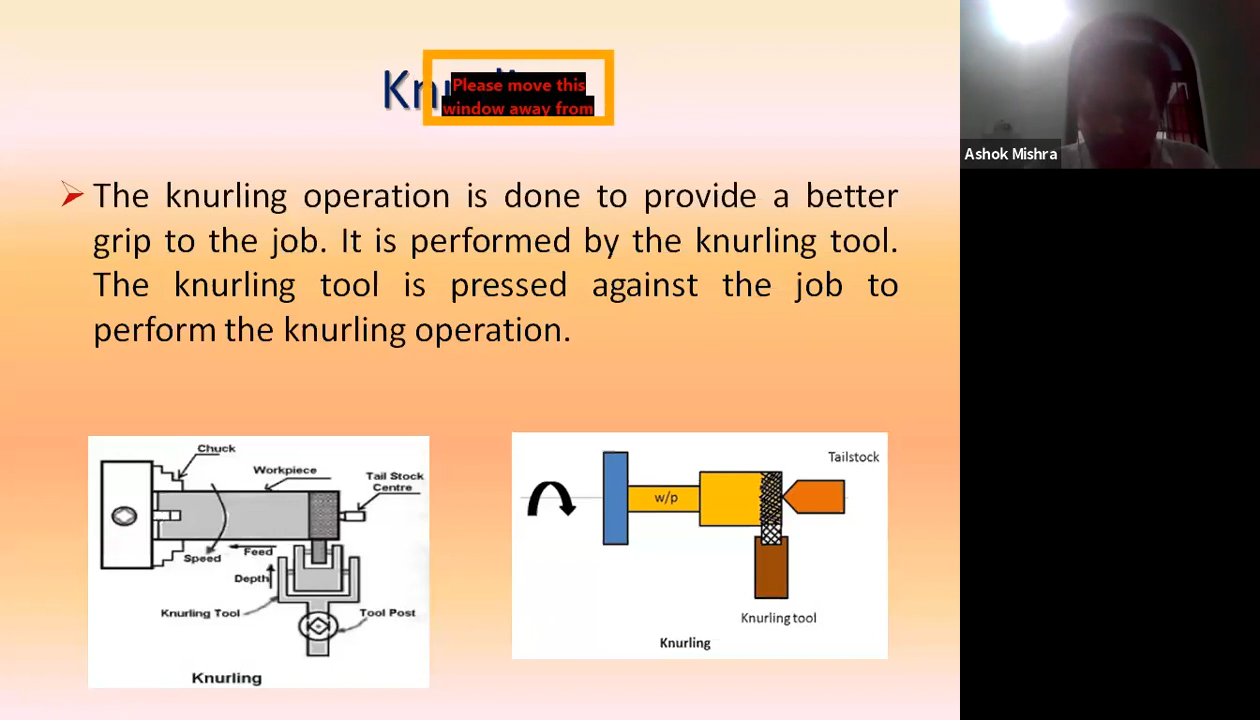 Kn
Please move this
window away from
The knurling operation is done to provide a better
grip to the job. It is performed by the knurling tool.
The knurling tool is pressed against the job to
perform the knurling operation.
Chuck
Workpiece
Tail Stock
Centre
Speed
Feed
Depth
Knurling Tool
Tool Post
Knurling
w/p
Tailstock
Knurling tool
Knurling
Ashok Mishra